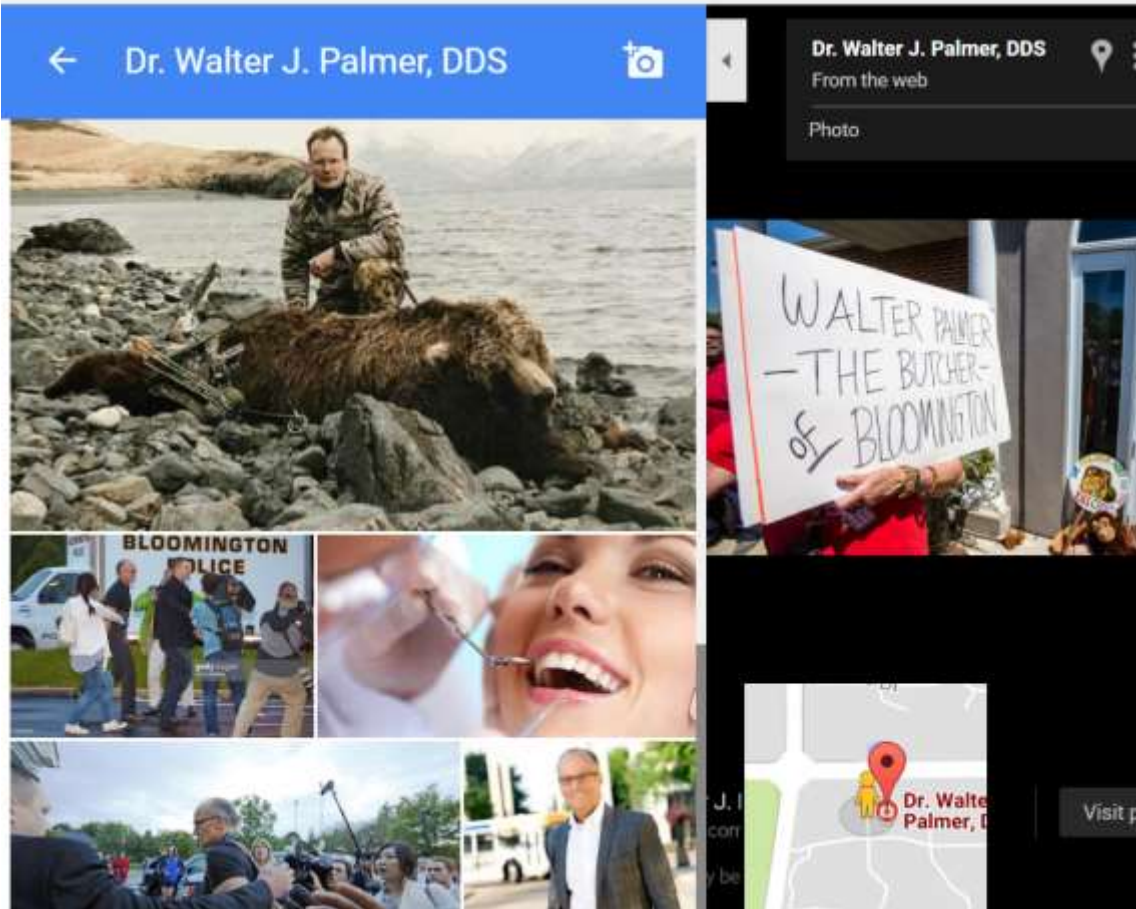 Dr. Walter J. Palmer, DDS
BLOOMINGTON
POLICE
Dr. Walter J. Palmer, DDS
From the web
Photo
WALTER PALMER
-THE BUTCHER-
of BLOOMINGTON
Dr. Walte
Palmer,
J.
y be
Visit p